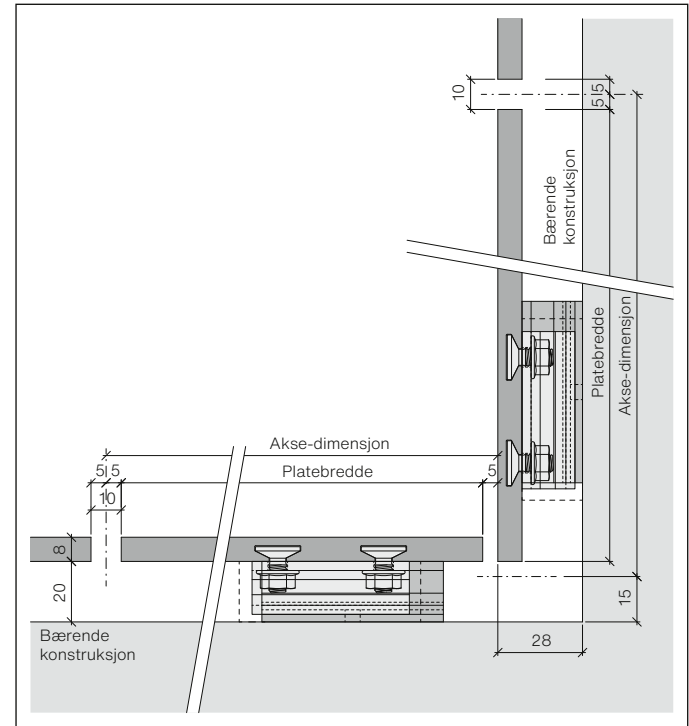 10
5 5
Bærende
konstruksjon
Platebredde
Akse-dimensjon
Akse-dimensjon
5 5
Platebredde
5
10
8
20
15
Bærende
konstruksjon
28